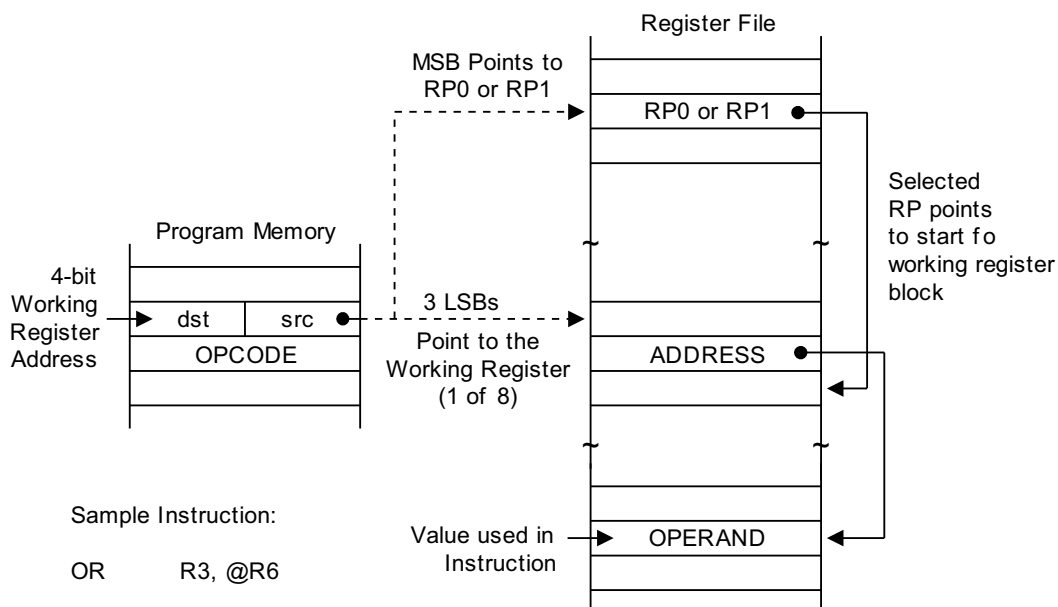 Register File
MSB Points to
RP0 or RP1
RP0 or RP1
Selected
RP points
to start fo
working register
block
Program Memory
4-bit
Working
Register
Address
dst
src
OPCODE
3 LSBs
Point to the
Working Register
(1 of 8)
ADDRESS
~ ~
~ ~
Sample Instruction:
OR R3, @R6
Value used in
Instruction
OPERAND